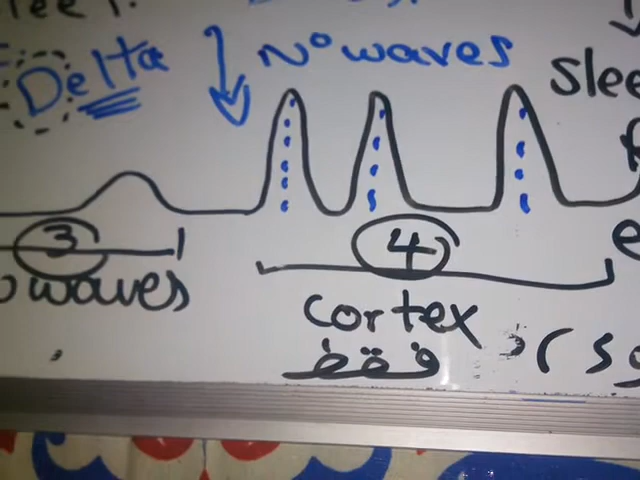 Delta ↓ N° waves
slee
3 4
waves
cortex
فقط